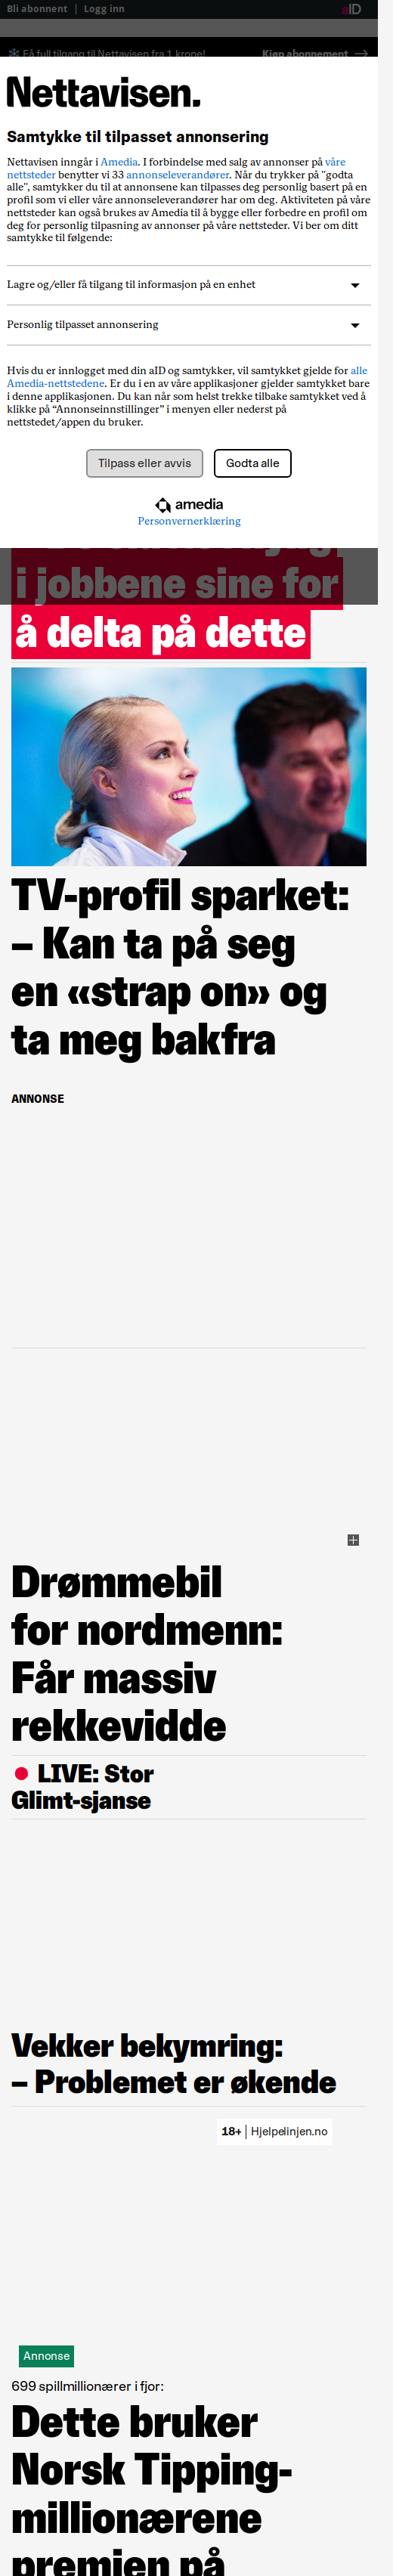 Bli abonnent | Logg inn aID
Få full tilgang til Nettavisen fra 1 krone! Kjøp abonnement
Nettavisen.
Samtykke til tilpasset annonsering
Nettavisen inngår i Amedia. I forbindelse med salg av annonser på våre
nettsteder benytter vi 33 annonseleverandører. Når du trykker på "godta
alle", samtykker du til at annonsene kan tilpasses deg personlig basert på en
profil som vi eller våre annonseleverandører har om deg. Aktiviteten på våre
nettsteder kan også brukes av Amedia til å bygge eller forbedre en profil om
deg for personlig tilpasning av annonser på våre nettsteder. Vi ber om ditt
samtykke til følgende:
Lagre og/eller få tilgang til informasjon på en enhet
Personlig tilpasset annonsering
Hvis du er innlogget med din aID og samtykker, vil samtykket gjelde for alle
Amedia-nettstedene. Er du i en av våre applikasjoner gjelder samtykket bare
i denne applikasjonen. Du kan når som helst trekke tilbake samtykket ved å
klikke på “Annonseinnstillinger” i menyen eller nederst på
nettstedet/appen du bruker.
Tilpass eller avvis Godta alle
amedia
Personvernerklæring
i jobbene sine for
å delta på dette
TV-profil sparket:
– Kan ta på seg
en «strap on» og
ta meg bakfra
ANNONSE
Drømmebil
for nordmenn:
Får massiv
rekkevidde
LIVE: Stor
Glimt-sjanse
Vekker bekymring:
– Problemet er økende
18+ | Hjelpelinjen.no
Annonse
699 spillmillionærer i fjor:
Dette bruker
Norsk Tipping-
millionærene
premien på